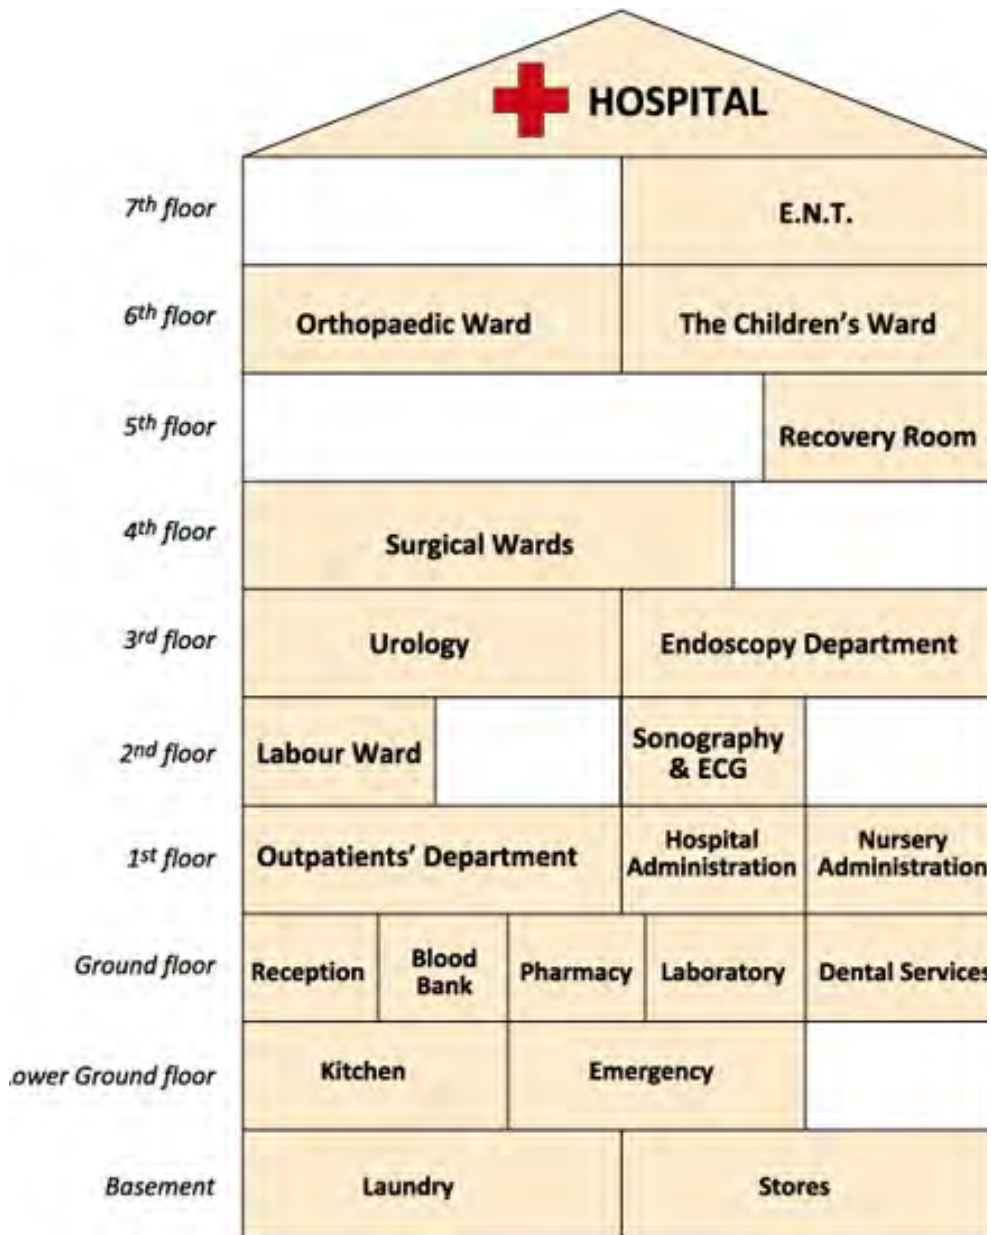 HOSPITAL
7th floor
E.N.T.
6th floor
Orthopaedic Ward
The Children's Ward
5th floor
Recovery Room
4th floor
Surgical Wards
3rd floor
Urology
Endoscopy Department
2nd floor
Labour Ward
Sonography
& ECG
1st floor
Outpatients' Department
Hospital
Administration
Nursery
Administration
Ground floor
Reception
Blood
Bank
Pharmacy
Laboratory
Dental Services
ower Ground floor
Kitchen
Emergency
Basement
Laundry
Stores